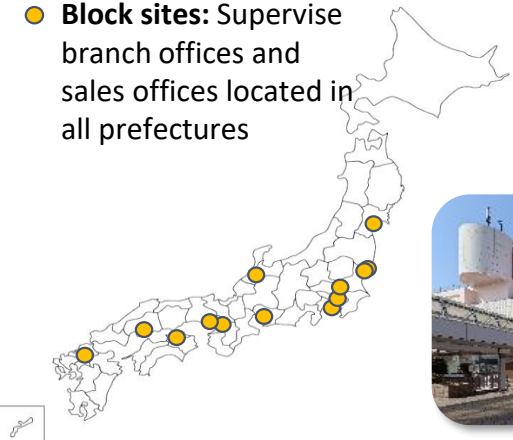 Block sites: Supervise
branch offices and
sales offices located in
all prefectures